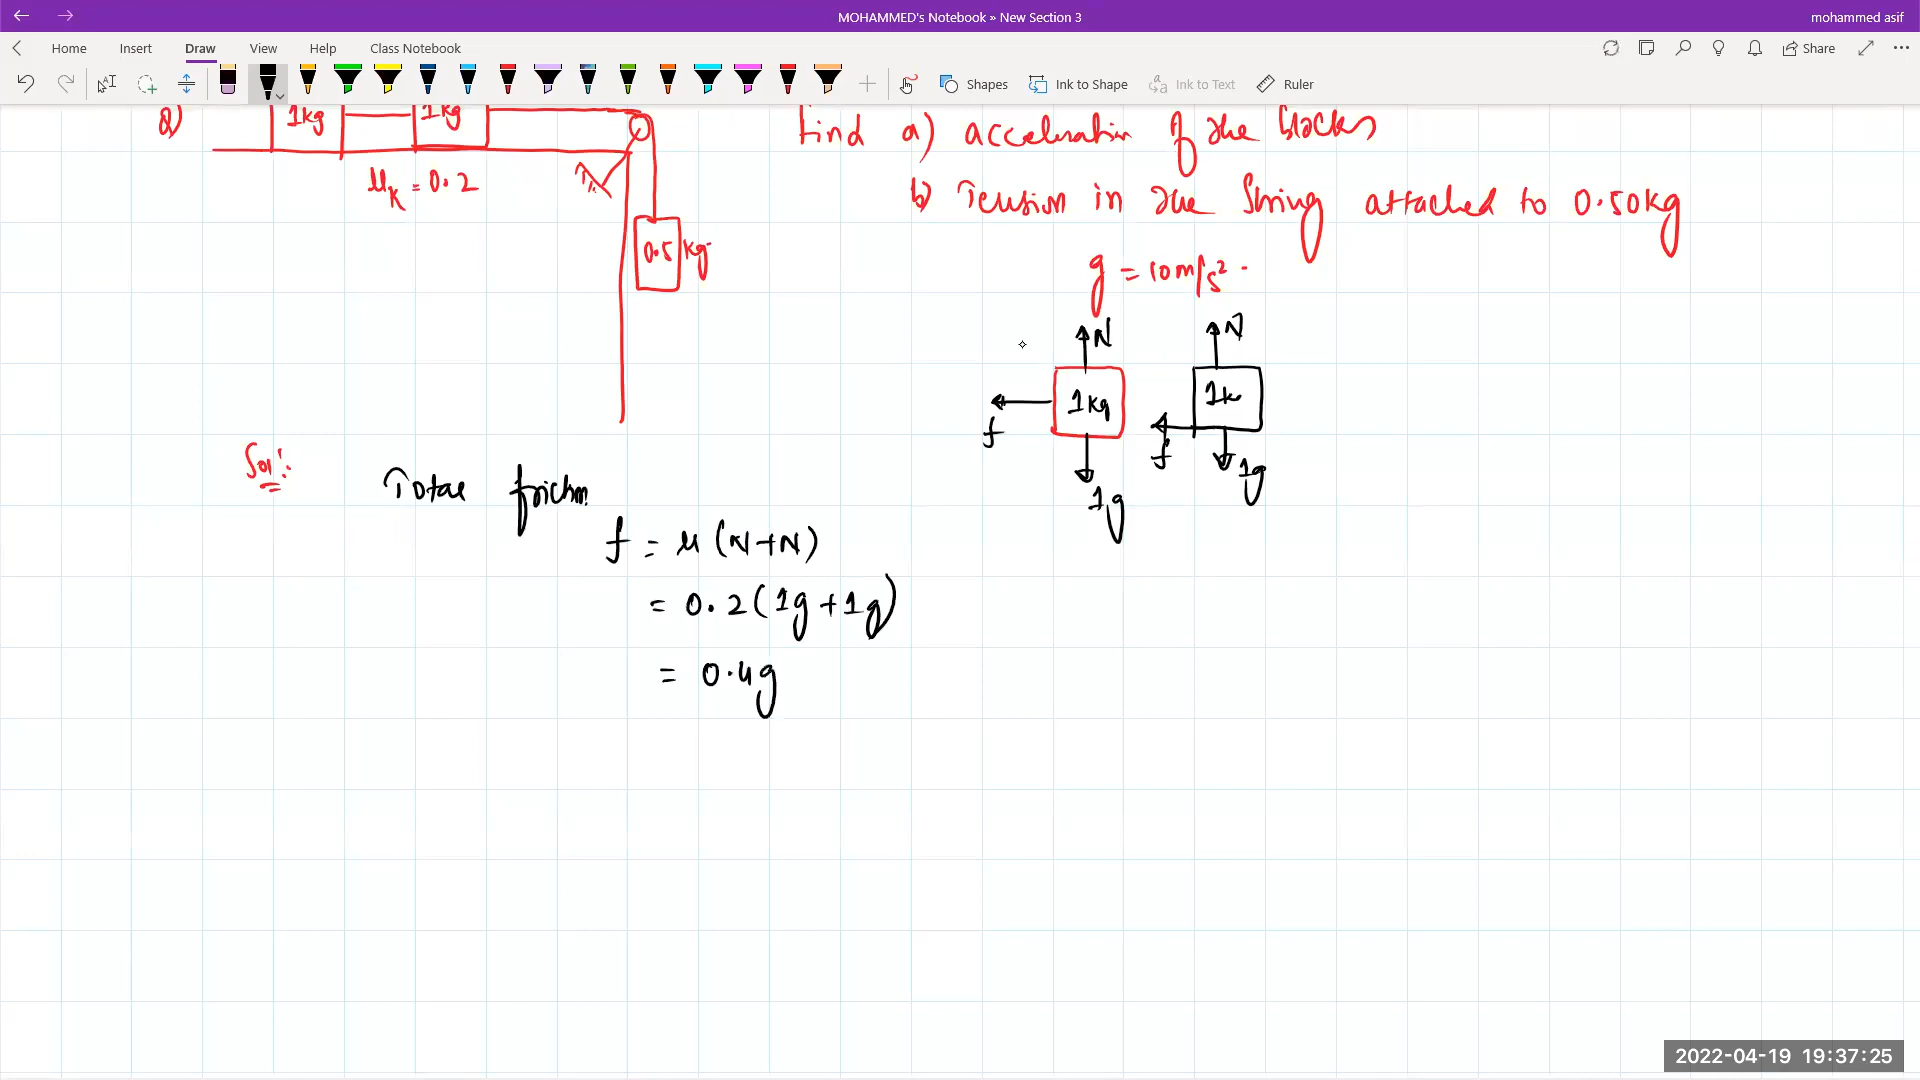 MOHAMMED's Notebook » New Section 3
mohammed asif
Home Insert Draw View Help Class Notebook
Share
Shapes Ink to Shape Ink to Text Ruler
Q) 1kg 1kg
μk = 0.2
0.5 kg
Find a) acceleration of the blocks
b) Tension in the String attached to 0.50kg
g = 10m/s²
N N
1kg 1k
f f
1g 1g
Sol:
Total friction
f = μ (N+N)
= 0.2(1g+1g)
= 0.4g
2022-04-19 19:37:25